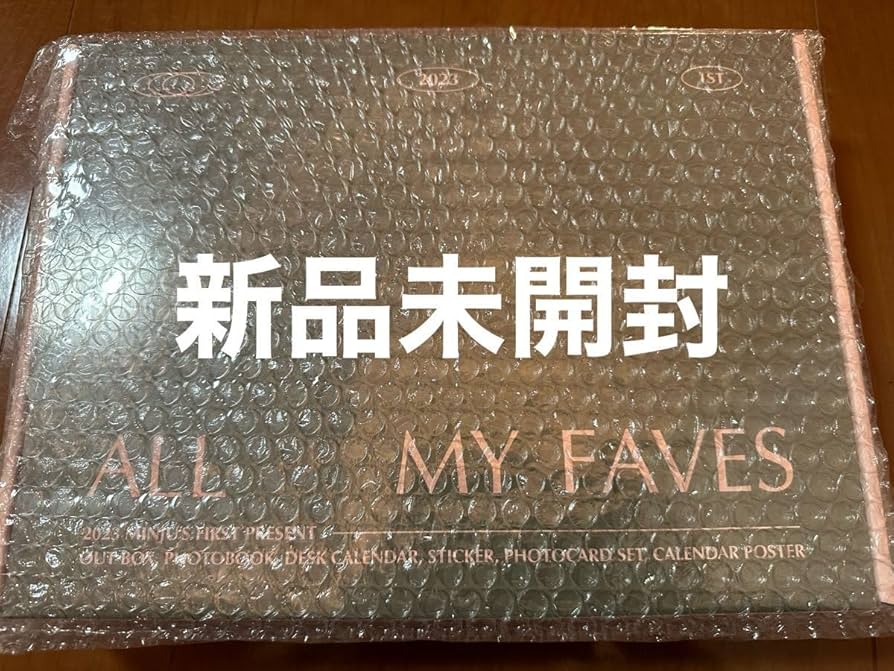 2023
1ST
新品未開封
ALL MY FAVES
2023 MINJU'S FIRST PRESENT
OUT BOX, PHOTOBOOK, DESK CALENDAR, STICKER, PHOTOCARD SET, CALENDAR POSTER